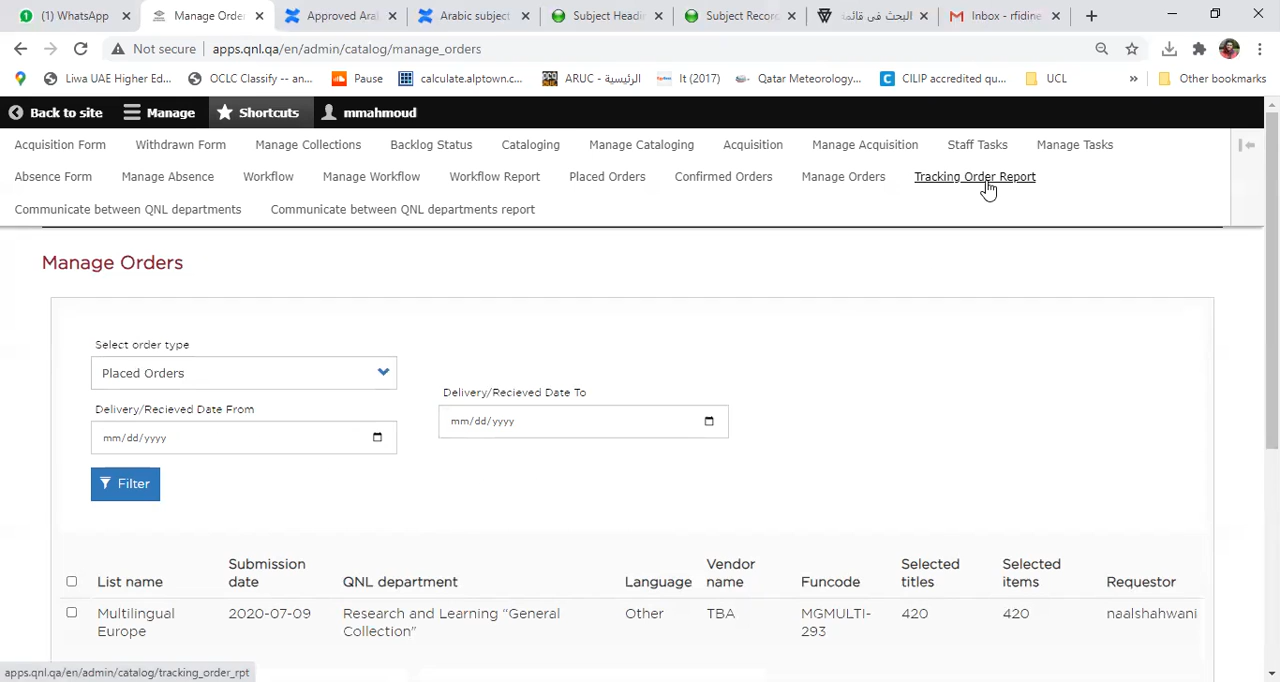 (1) WhatsApp
Manage Order
Approved Ara
Arabic subject
Subject Headi
Subject Recor
البحث في قائمة
Inbox - rfidine
Not secure
apps.qnl.qa/en/admin/catalog/manage_orders
Liwa UAE Higher Ed...
OCLC Classify -- an...
Pause
calculate.alptown.c...
ARUC - الرئيسية...
It (2017)
Qatar Meteorology...
CILIP accredited qu...
UCL
»
Other bookmarks
Back to site
Manage
Shortcuts
mmahmoud
Acquisition Form
Withdrawn Form
Manage Collections
Backlog Status
Cataloging
Manage Cataloging
Acquisition
Manage Acquisition
Staff Tasks
Manage Tasks
Absence Form
Manage Absence
Workflow
Manage Workflow
Workflow Report
Placed Orders
Confirmed Orders
Manage Orders
Tracking Order Report
Communicate between QNL departments
Communicate between QNL departments report
Manage Orders
Select order type
Placed Orders
Delivery/Recieved Date From
mm/dd/yyyy
Delivery/Recieved Date To
mm/dd/yyyy
Filter
List name
Submission date
QNL department
Language
Vendor name
Funcode
Selected titles
Selected items
Requestor
Multilingual Europe
2020-07-09
Research and Learning "General Collection"
Other
TBA
MGMULTI-293
420
420
naalshahwani
apps.qnl.qa/en/admin/catalog/tracking_order_rpt